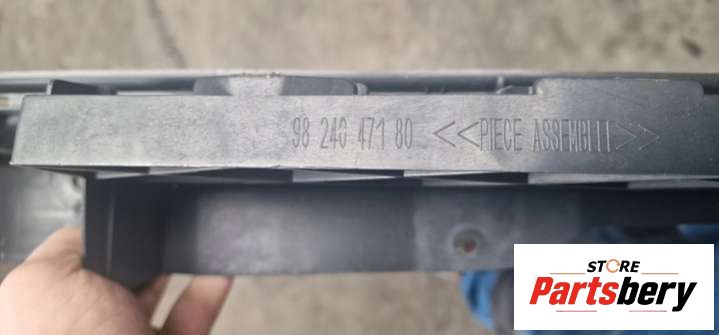 98 240 471 80 <<PIECE ASSEMBLEE>>
STORE
Partsbery